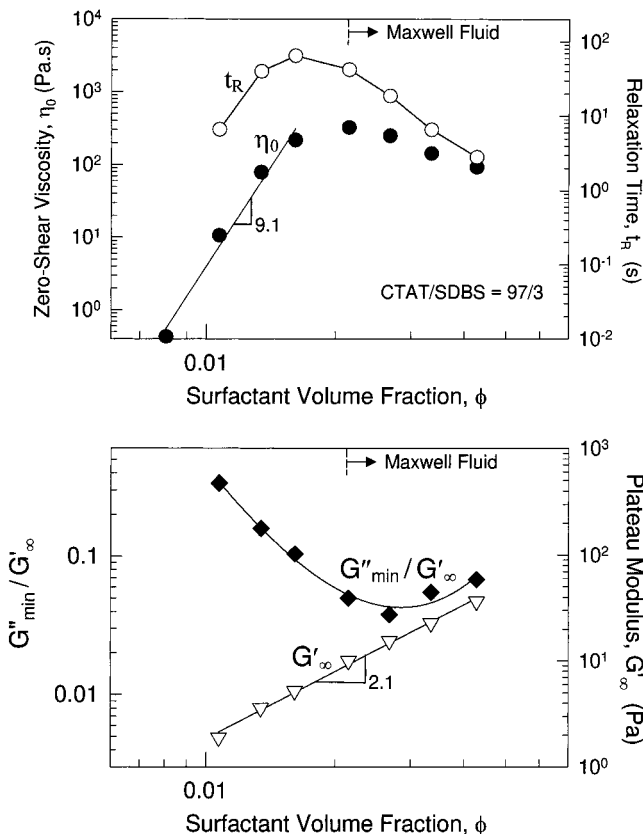 10⁴
10³
10²
10¹
10⁰
Zero-Shear Viscosity, η₀ (Pa.s)
Maxwell Fluid
t_R
η₀
9.1
CTAT/SDBS = 97/3
10²
10¹
10⁰
10⁻¹
10⁻²
Relaxation Time, t_R (s)
0.01
Surfactant Volume Fraction, ϕ
0.1
0.01
G"_min / G'_∞
Maxwell Fluid
G"_min / G'_∞
G'_∞
2.1
10³
10²
10¹
10⁰
Plateau Modulus, G'_∞ (Pa)
0.01
Surfactant Volume Fraction, ϕ